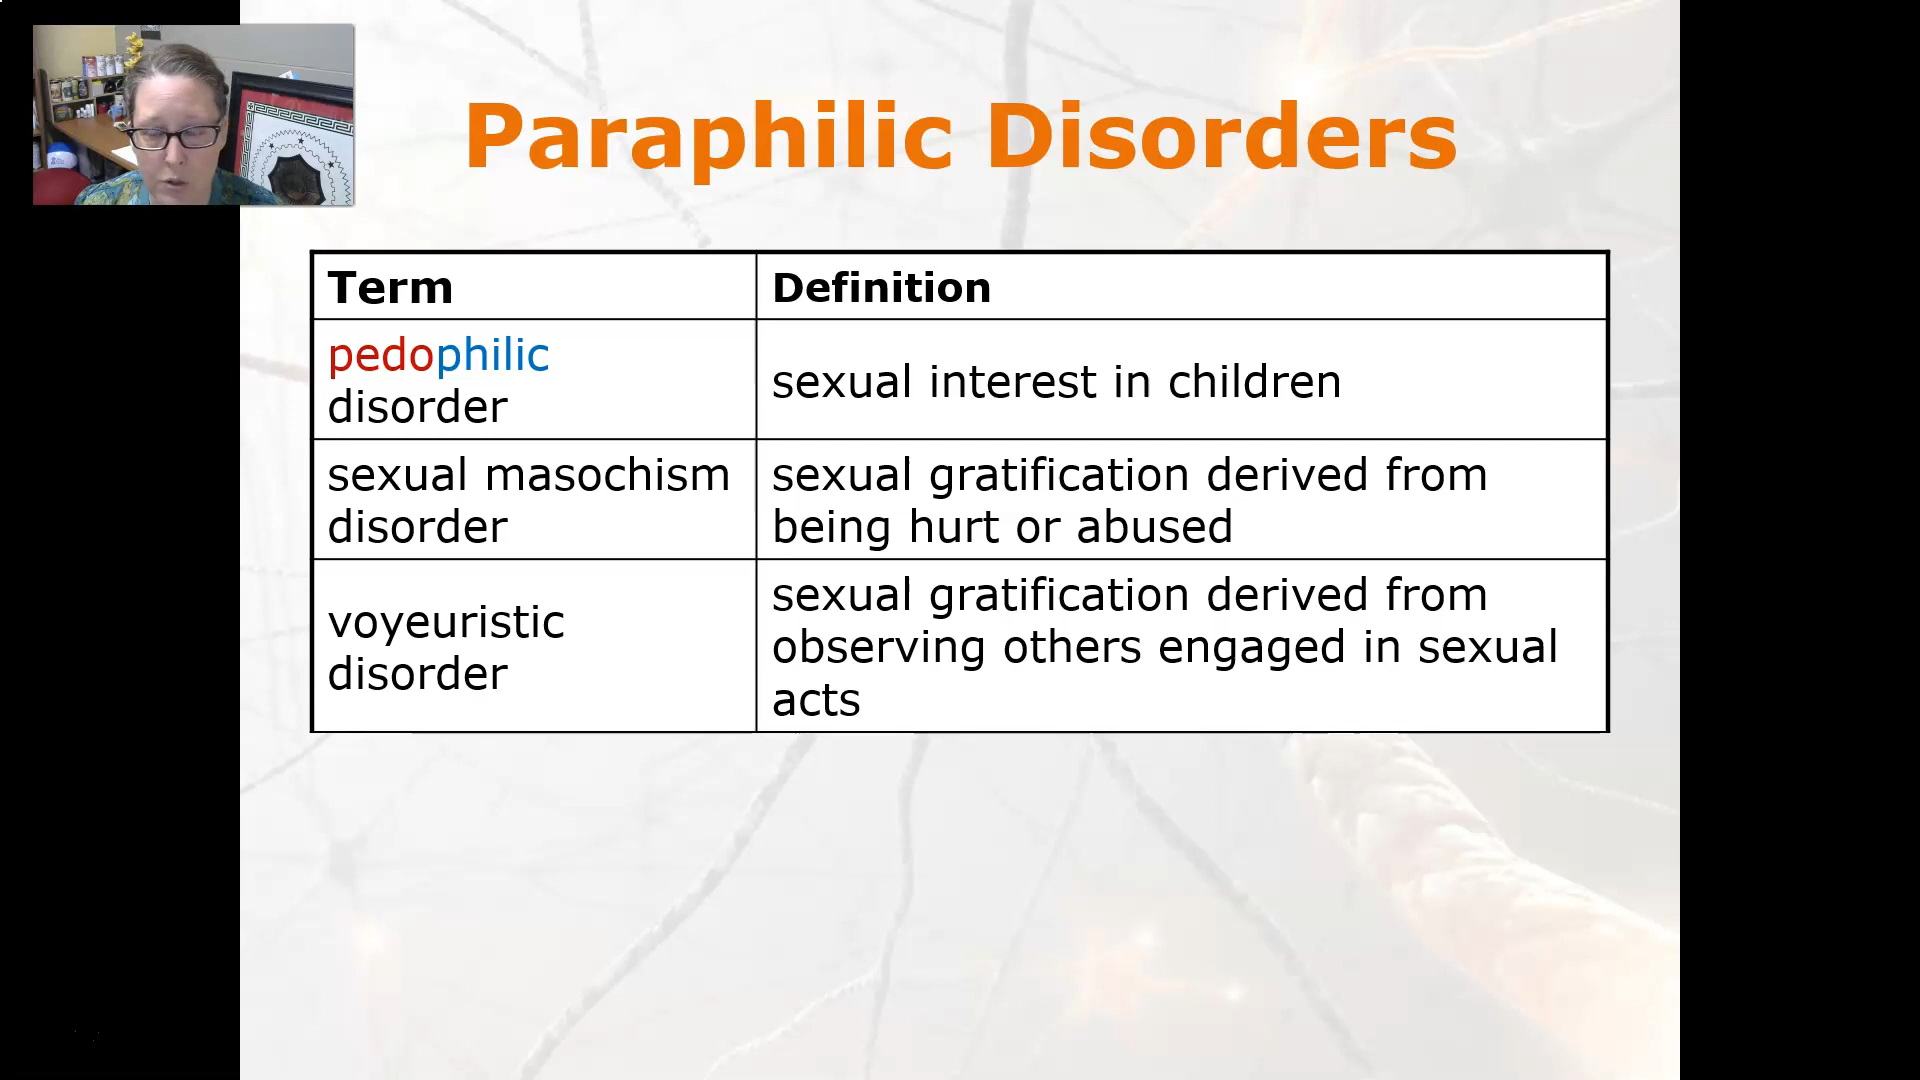 Paraphilic Disorders
Term
Definition
pedophilic
disorder
sexual interest in children
sexual masochism
disorder
sexual gratification derived from
being hurt or abused
voyeuristic
disorder
sexual gratification derived from
observing others engaged in sexual
acts